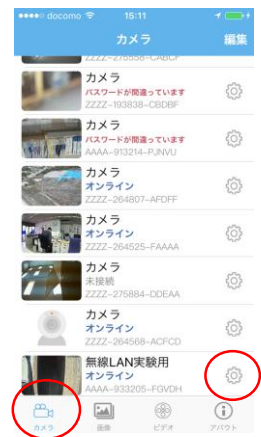 docomo 15:11
カメラ 編集
ZZZZ-275558-CABCF
カメラ
パスワードが間違っています
ZZZZ-193838-CBDBF
カメラ
パスワードが間違っています
AAAA-913214-PJNVU
カメラ
オンライン
ZZZZ-264807-AFDFF
カメラ
オンライン
ZZZZ-264525-FAAAA
カメラ
未接続
ZZZZ-275884-DDEAA
カメラ
オンライン
ZZZZ-264568-ACFCD
無線LAN実験用
オンライン
AAAA-933205-FGVDH
カメラ 画像 ビデオ アバウト